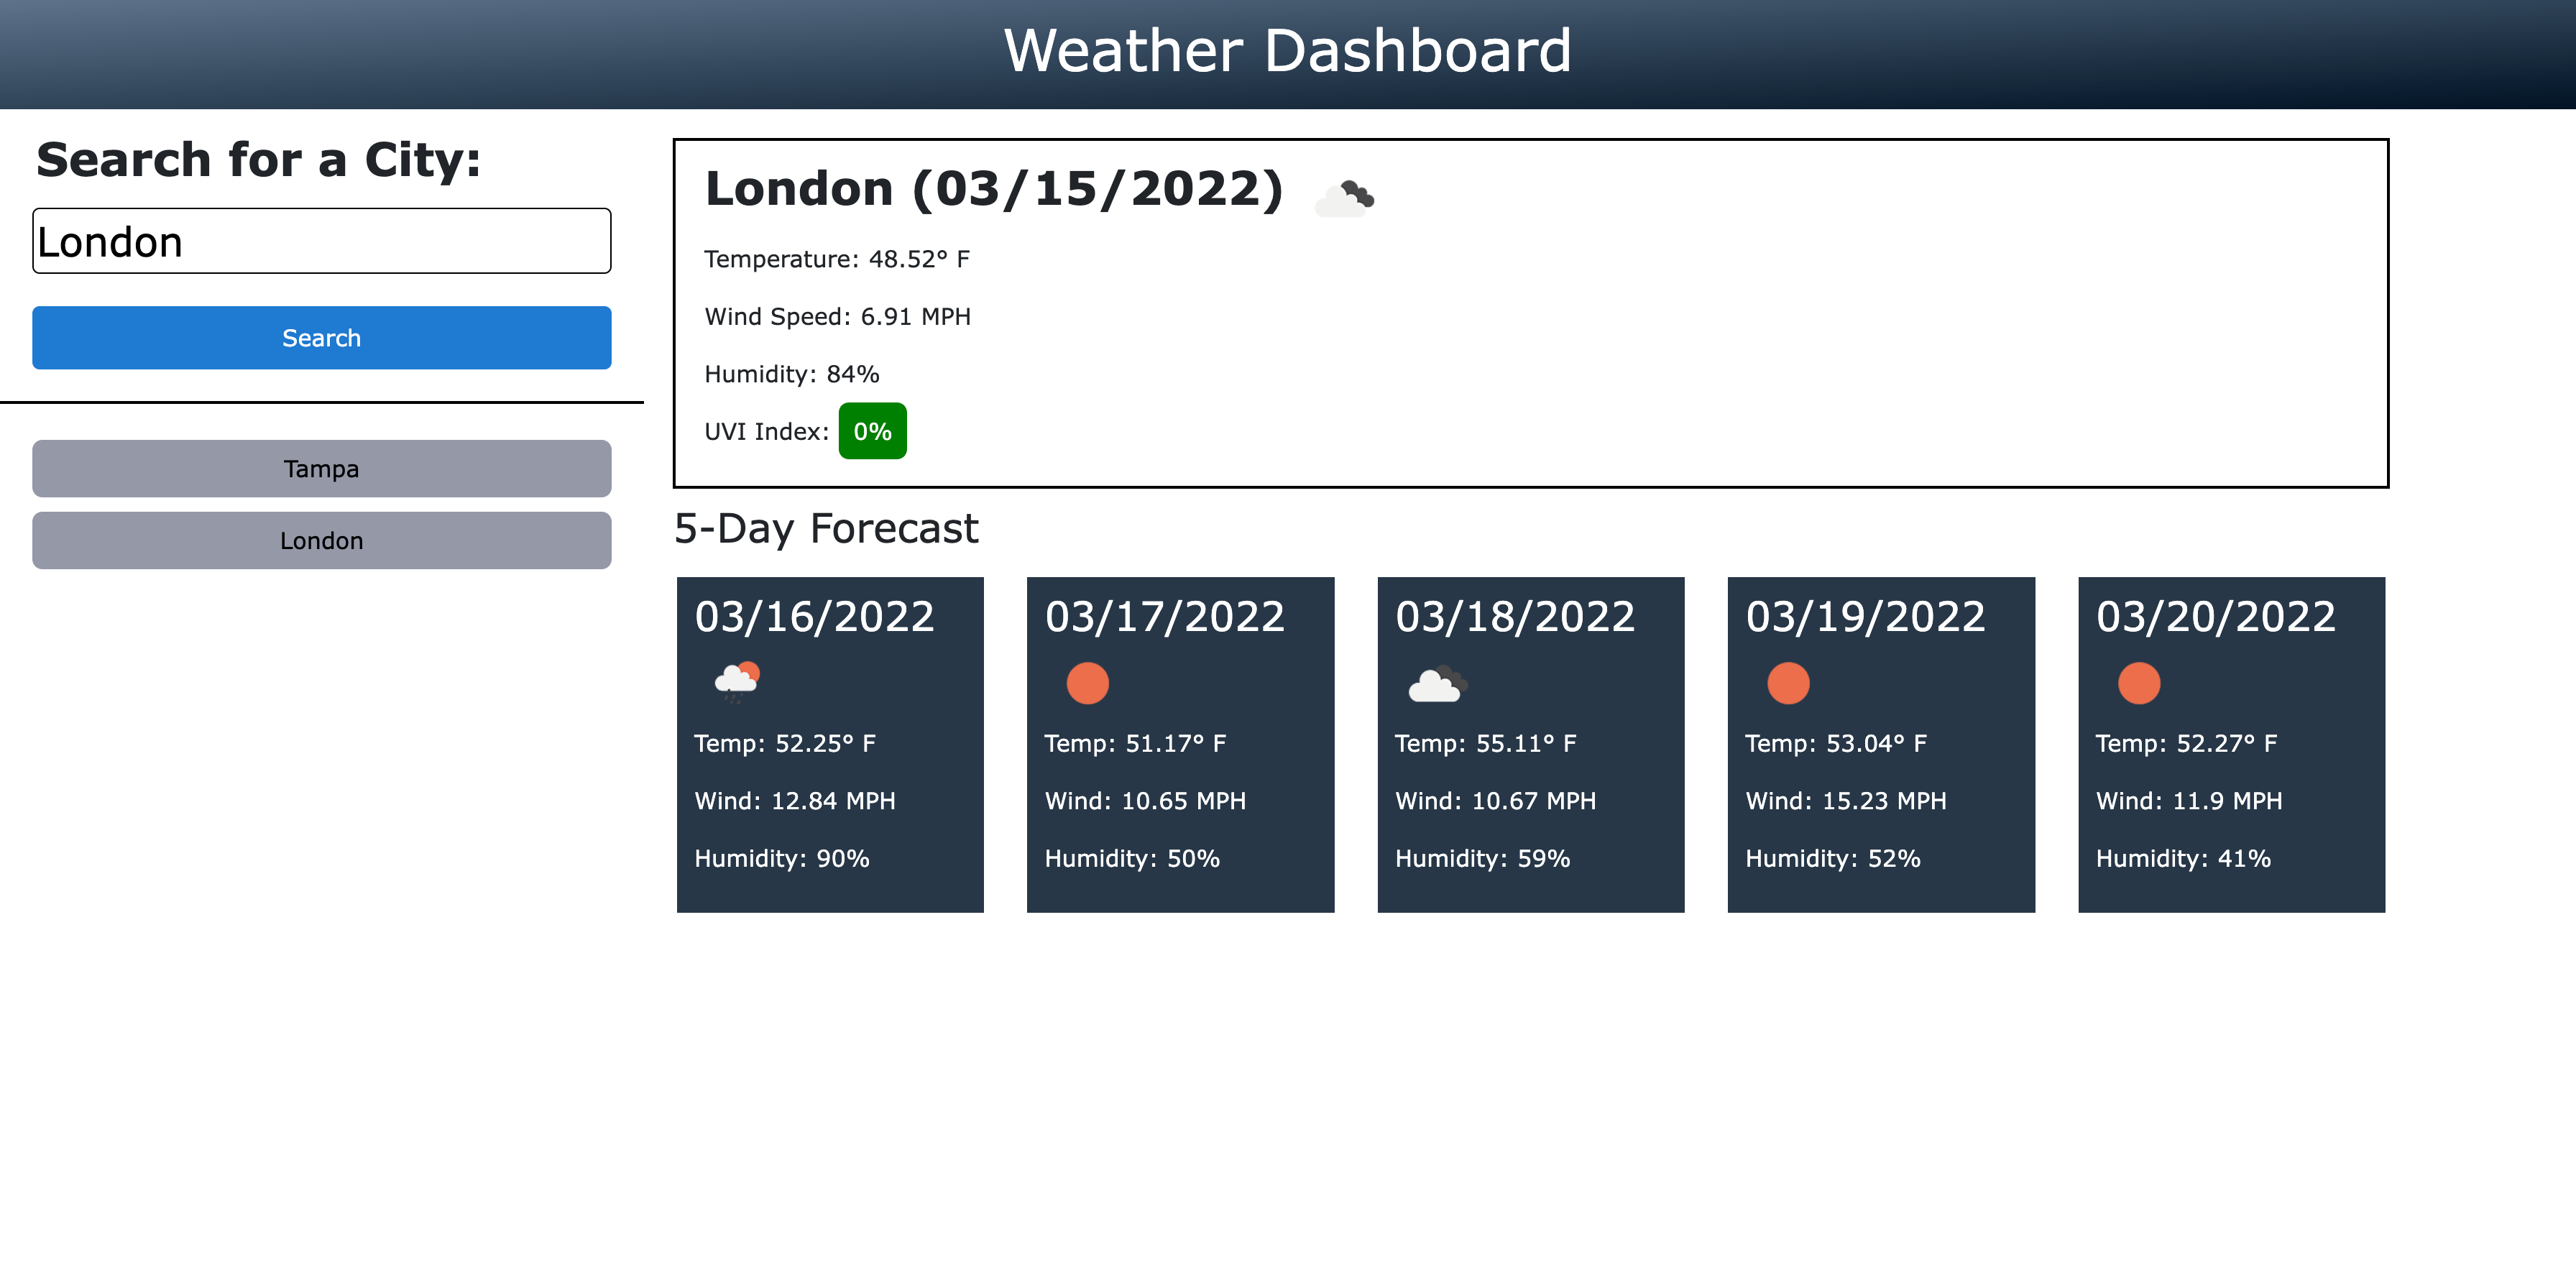 Weather Dashboard
Search for a City:
London
Search
Tampa
London
London (03/15/2022)
Temperature: 48.52° F
Wind Speed: 6.91 MPH
Humidity: 84%
UVI Index: 0%
5-Day Forecast
03/16/2022
Temp: 52.25° F
Wind: 12.84 MPH
Humidity: 90%
03/17/2022
Temp: 51.17° F
Wind: 10.65 MPH
Humidity: 50%
03/18/2022
Temp: 55.11° F
Wind: 10.67 MPH
Humidity: 59%
03/19/2022
Temp: 53.04° F
Wind: 15.23 MPH
Humidity: 52%
03/20/2022
Temp: 52.27° F
Wind: 11.9 MPH
Humidity: 41%